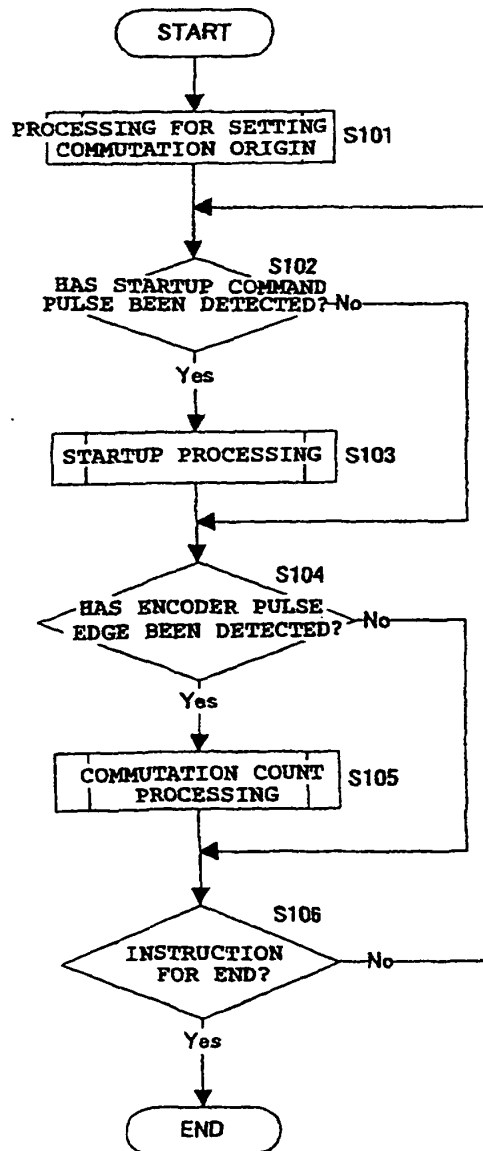 START
PROCESSING FOR SETTING
COMMUTATION ORIGIN
S101
S102
HAS STARTUP COMMAND
PULSE BEEN DETECTED?
No
Yes
STARTUP PROCESSING
S103
S104
HAS ENCODER PULSE
EDGE BEEN DETECTED?
No
Yes
COMMUTATION COUNT
PROCESSING
S105
S106
INSTRUCTION
FOR END?
No
Yes
END